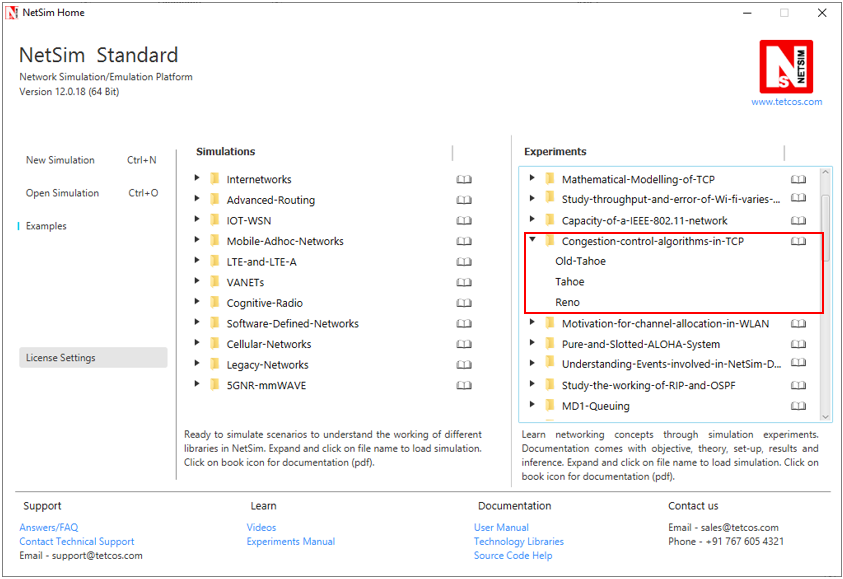 NetSim Home
NetSim Standard
Network Simulation/Emulation Platform
Version 12.0.18 (64 Bit)
N
NETSIM
www.tetcos.com
New Simulation Ctrl+N
Open Simulation Ctrl+O
Examples
License Settings
Simulations
Internetworks
Advanced-Routing
IOT-WSN
Mobile-Adhoc-Networks
LTE-and-LTE-A
VANETs
Cognitive-Radio
Software-Defined-Networks
Cellular-Networks
Legacy-Networks
5GNR-mmWAVE
Ready to simulate scenarios to understand the working of different
libraries in NetSim. Expand and click on file name to load simulation.
Click on book icon for documentation (pdf).
Experiments
Mathematical-Modelling-of-TCP
Study-throughput-and-error-of-Wi-fi-varies-...
Capacity-of-a-IEEE-802.11-network
Congestion-control-algorithms-in-TCP
Old-Tahoe
Tahoe
Reno
Motivation-for-channel-allocation-in-WLAN
Pure-and-Slotted-ALOHA-System
Understanding-Events-involved-in-NetSim-D...
Study-the-working-of-RIP-and-OSPF
MD1-Queuing
Learn networking concepts through simulation experiments.
Documentation comes with objective, theory, set-up, results and
inference. Expand and click on file name to load simulation. Click on
book icon for documentation (pdf).
Support
Answers/FAQ
Contact Technical Support
Email - support@tetcos.com
Learn
Videos
Experiments Manual
Documentation
User Manual
Technology Libraries
Source Code Help
Contact us
Email - sales@tetcos.com
Phone - +91 767 605 4321